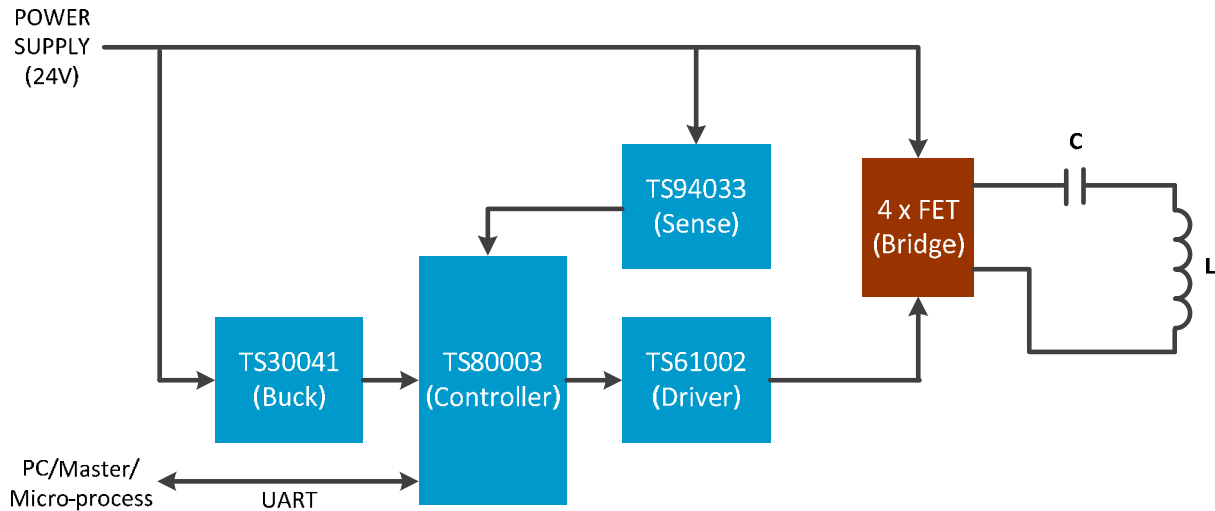 POWER
SUPPLY
(24V)
C
TS94033
(Sense)
4 x FET
(Bridge)
L
TS30041
(Buck)
TS80003
(Controller)
TS61002
(Driver)
PC/Master/
Micro-process
UART